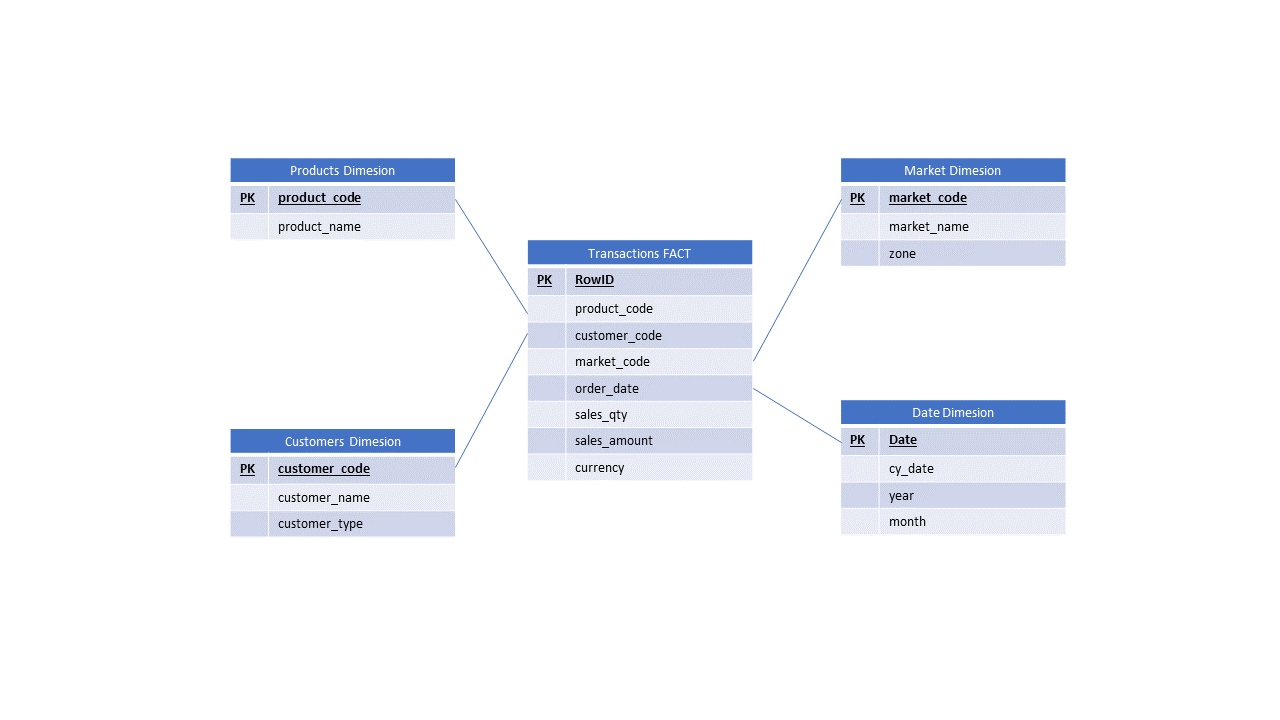 Products Dimesion
PK product_code
product_name
Customers Dimesion
PK customer_code
customer_name
customer_type
Transactions FACT
PK RowID
product_code
customer_code
market_code
order_date
sales_qty
sales_amount
currency
Market Dimesion
PK market_code
market_name
zone
Date Dimesion
PK Date
cy_date
year
month